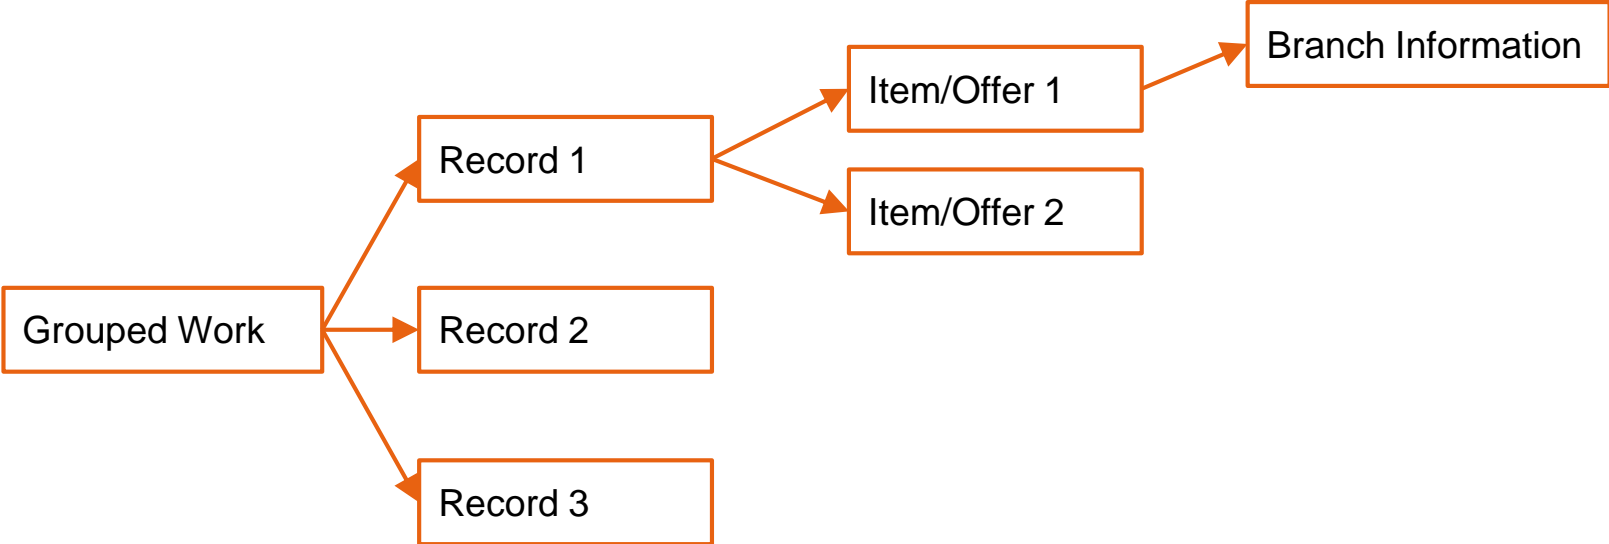 Branch Information
Item/Offer 1
Record 1
Item/Offer 2
Grouped Work
Record 2
Record 3